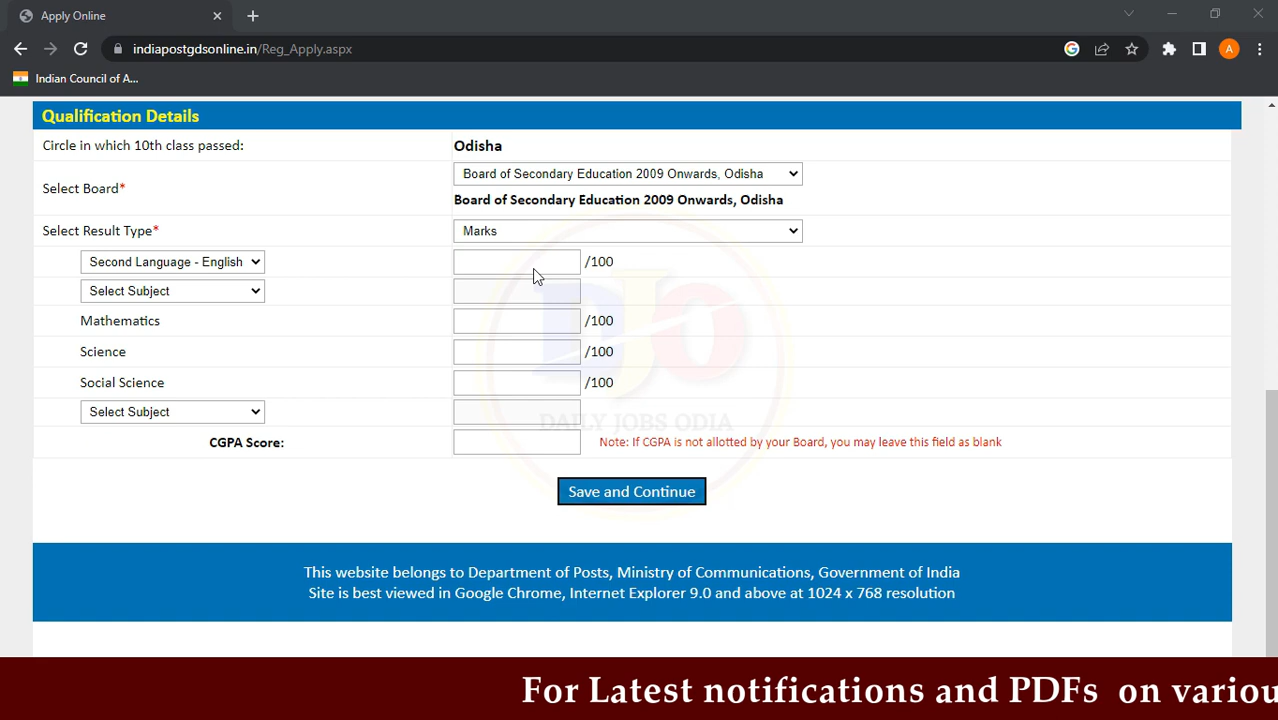 Apply Online
indiapostgdsonline.in/Reg_Apply.aspx
A
Indian Council of A...
Qualification Details
Circle in which 10th class passed: Odisha
Select Board* Board of Secondary Education 2009 Onwards, Odisha
Board of Secondary Education 2009 Onwards, Odisha
Select Result Type* Marks
Second Language - English /100
Select Subject
Mathematics /100
Science /100
Social Science /100
Select Subject
DAILY JOBS ODIA
CGPA Score: Note: If CGPA is not allotted by your Board, you may leave this field as blank
Save and Continue
This website belongs to Department of Posts, Ministry of Communications, Government of India
Site is best viewed in Google Chrome, Internet Explorer 9.0 and above at 1024 x 768 resolution
For Latest notifications and PDFs on variou